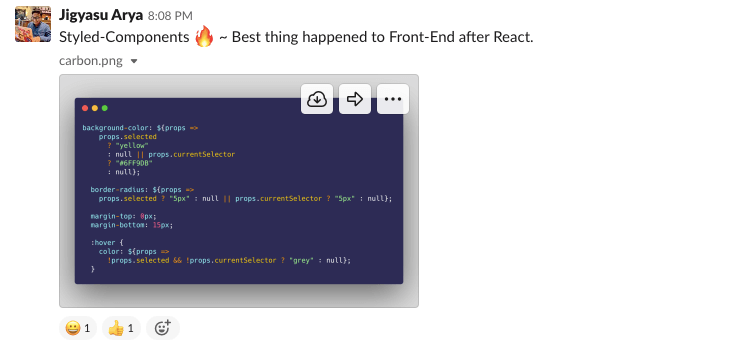 Jigyasu Arya 8:08 PM
Styled-Components 🔥 ~ Best thing happened to Front-End after React.
carbon.png
background-color: ${props =>
props.selected
? "yellow"
: null || props.currentSelector
? "#6FF9D8"
: null};
border-radius: ${props =>
props.selected ? "5px" : null || props.currentSelector ? "5px" : null};
margin-top: 0px;
margin-bottom: 15px;
:hover {
color: ${props =>
!props.selected && !props.currentSelector ? "grey" : null};
}
😀 1 👍 1